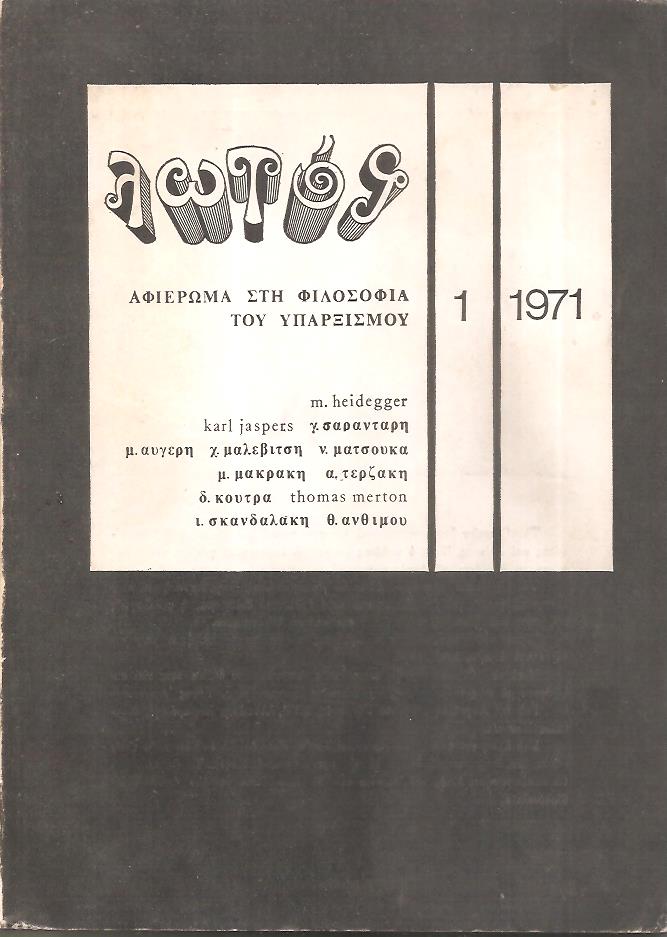 λωτός
ΑΦΙΕΡΩΜΑ ΣΤΗ ΦΙΛΟΣΟΦΙΑ
ΤΟΥ ΥΠΑΡΞΙΣΜΟΥ
1
1971
m. heidegger
karl jaspers γ. σαρανταρη
μ. αυγερη χ. μαλεβιτση ν. ματσουκα
μ. μακρακη α. τερζακη
δ. κουτρα thomas merton
ι. σκανδαλακη θ. ανθιμου